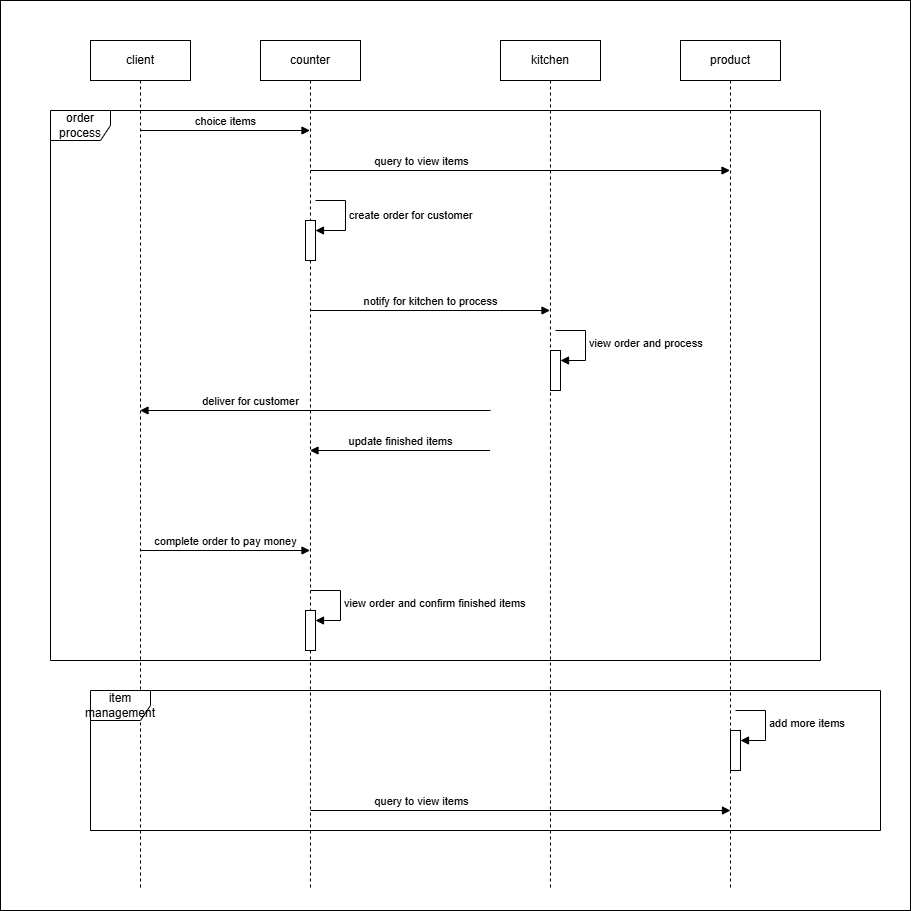 client
counter
kitchen
product
order
process
choice items
query to view items
create order for customer
notify for kitchen to process
view order and process
deliver for customer
update finished items
complete order to pay money
view order and confirm finished items
item
management
add more items
query to view items